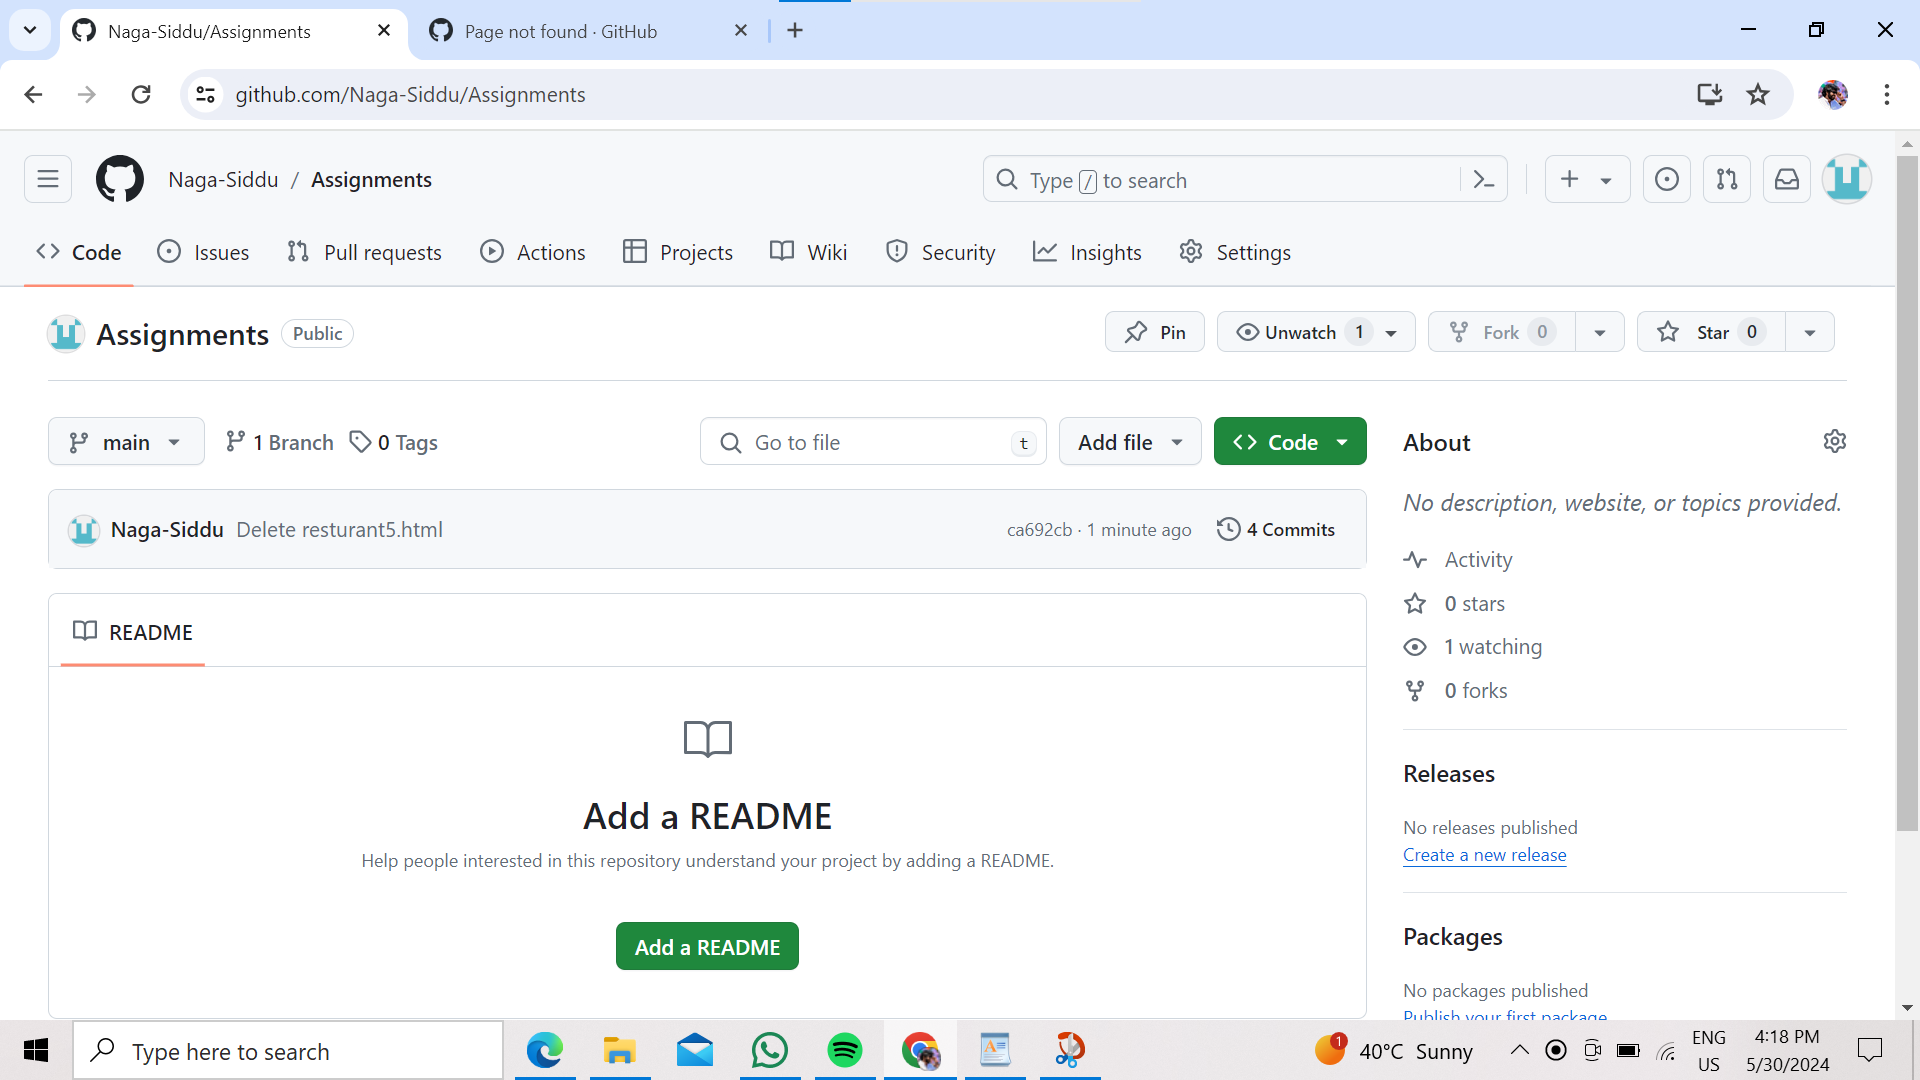 Naga-Siddu/Assignments
Page not found · GitHub
github.com/Naga-Siddu/Assignments
Naga-Siddu / Assignments
Type / to search
Code
Issues
Pull requests
Actions
Projects
Wiki
Security
Insights
Settings
Assignments Public
Pin
Unwatch 1
Fork 0
Star 0
main
1 Branch
0 Tags
Go to file t
Add file
Code
Naga-Siddu Delete resturant5.html
ca692cb · 1 minute ago
4 Commits
README
Add a README
Help people interested in this repository understand your project by adding a README.
Add a README
About
No description, website, or topics provided.
Activity
0 stars
1 watching
0 forks
Releases
No releases published
Create a new release
Packages
No packages published
Publish your first package
Type here to search
1
40°C Sunny
ENG
US
4:18 PM
5/30/2024